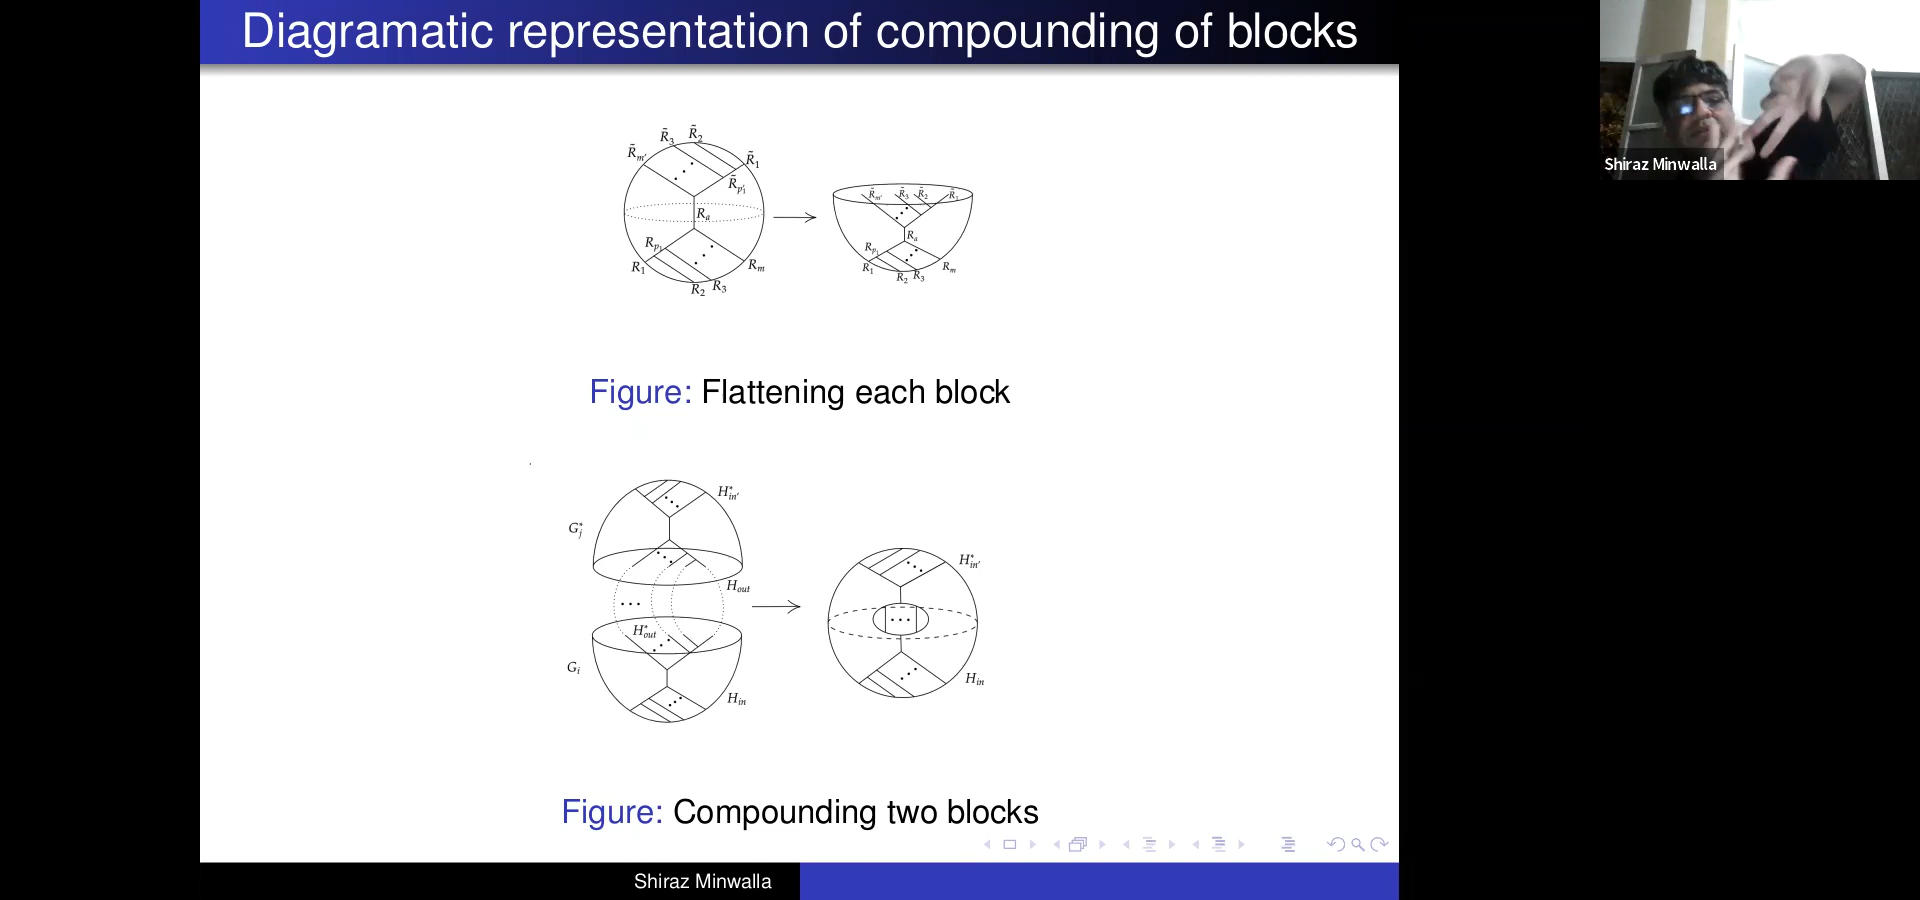 Diagramatic representation of compounding of blocks
Shiraz Minwalla
R̃₃ R̃₂
R̃ₘ′ R̃₁
R̃ₚ′₁
Rₐ
Rₚ₁
R₁ Rₘ
R₂ R₃
R̃ₘ′ R̃₃ R̃₂ R̃₁
Rₐ
Rₚ₁
R₁ R₂ R₃ Rₘ
Figure: Flattening each block
H*ᵢₙ′
G*ⱼ
Hₒᵤₜ
H*ₒᵤₜ
Gᵢ
Hᵢₙ
H*ᵢₙ′
Hᵢₙ
Figure: Compounding two blocks
Shiraz Minwalla